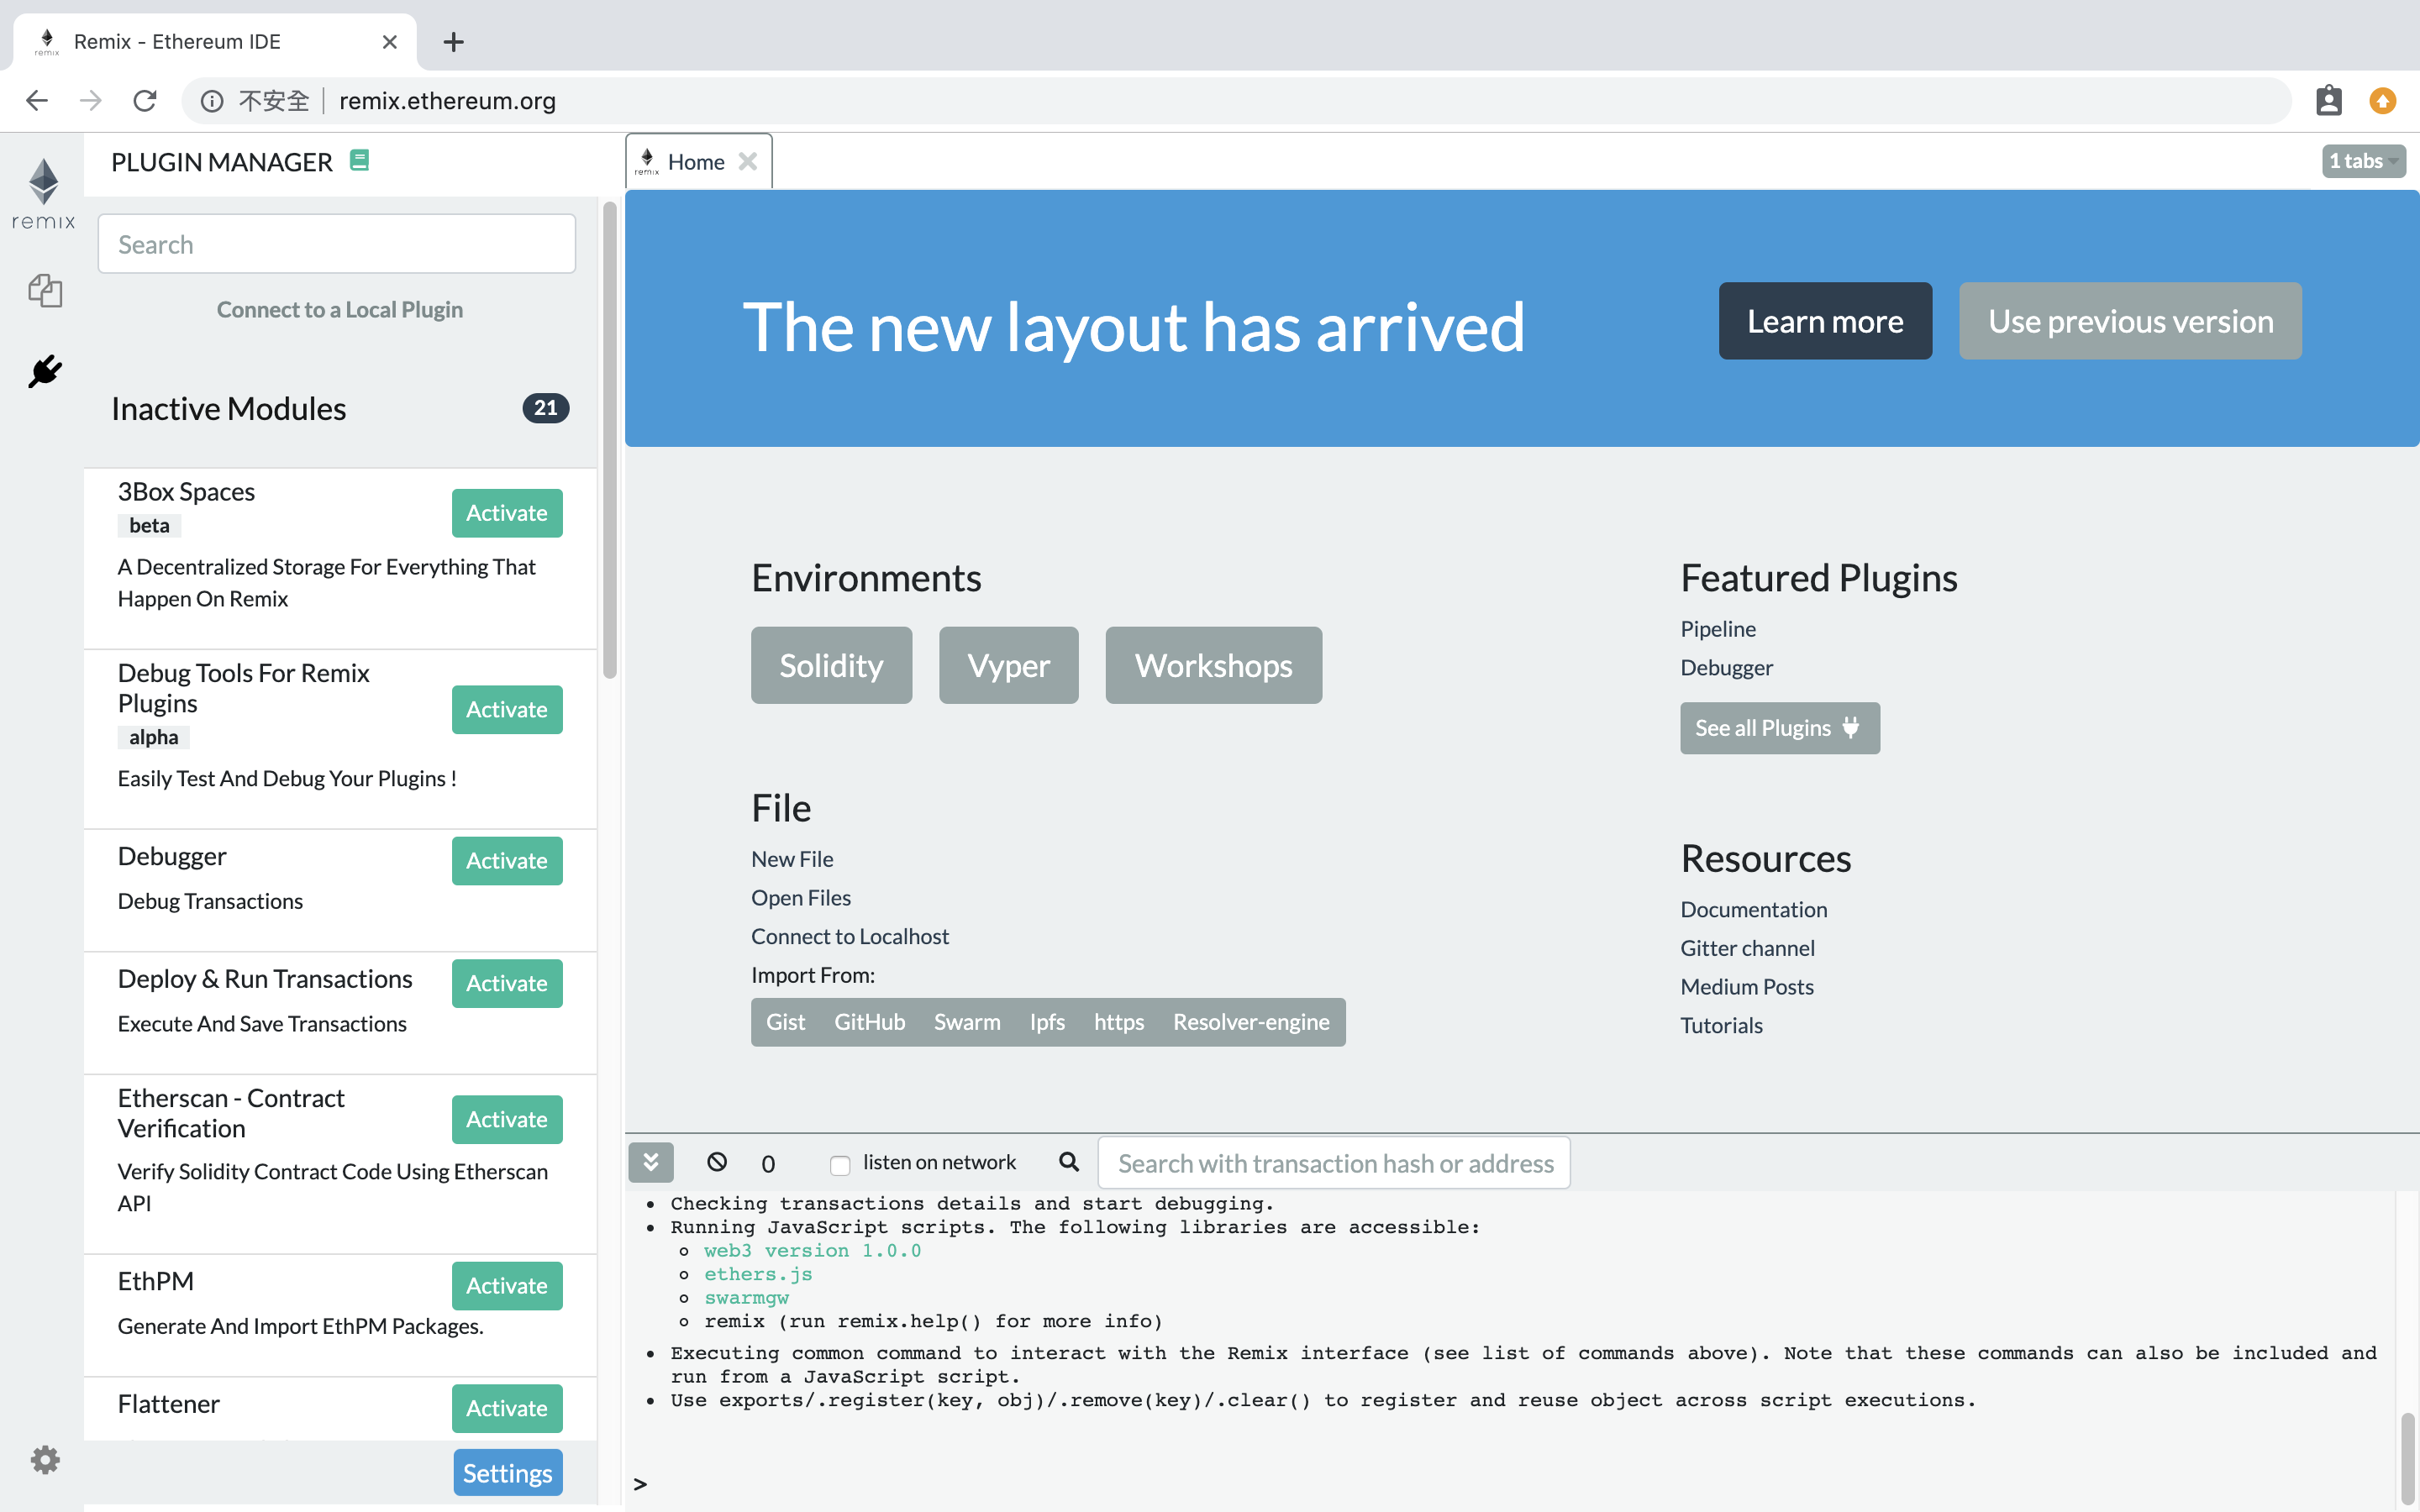 Remix - Ethereum IDE
不安全 remix.ethereum.org
remix
PLUGIN MANAGER
Search
Connect to a Local Plugin
Inactive Modules 21
3Box Spaces
beta
Activate
A Decentralized Storage For Everything That
Happen On Remix
Debug Tools For Remix
Plugins
alpha
Activate
Easily Test And Debug Your Plugins !
Debugger
Activate
Debug Transactions
Deploy & Run Transactions
Activate
Execute And Save Transactions
Etherscan - Contract
Verification
Activate
Verify Solidity Contract Code Using Etherscan
API
EthPM
Activate
Generate And Import EthPM Packages.
Flattener
Activate
Settings
remix
Home
1 tabs
The new layout has arrived
Learn more
Use previous version
Environments
Solidity Vyper Workshops
File
New File
Open Files
Connect to Localhost
Import From:
Gist GitHub Swarm Ipfs https Resolver-engine
Featured Plugins
Pipeline
Debugger
See all Plugins
Resources
Documentation
Gitter channel
Medium Posts
Tutorials
0 listen on network Search with transaction hash or address
• Checking transactions details and start debugging.
• Running JavaScript scripts. The following libraries are accessible:
web3 version 1.0.0
ethers.js
swarmgw
remix (run remix.help() for more info)
• Executing common command to interact with the Remix interface (see list of commands above). Note that these commands can also be included and
run from a JavaScript script.
• Use exports/.register(key, obj)/.remove(key)/.clear() to register and reuse object across script executions.
>